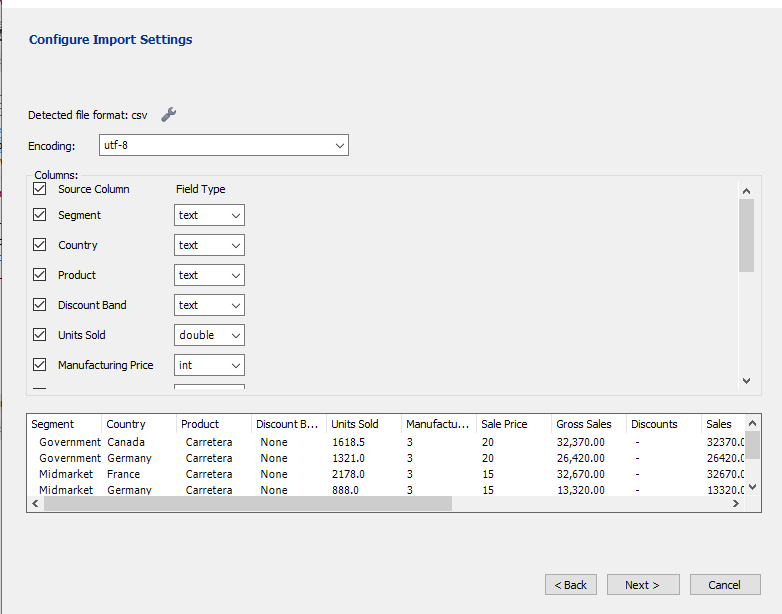 Configure Import Settings
Detected file format: csv
Encoding: utf-8
Columns:
Source Column Field Type
Segment text
Country text
Product text
Discount Band text
Units Sold double
Manufacturing Price int
Segment Country Product Discount B... Units Sold Manufactu... Sale Price Gross Sales Discounts Sales
Government Canada Carretera None 1618.5 3 20 32,370.00 - 32370.0
Government Germany Carretera None 1321.0 3 20 26,420.00 - 26420.0
Midmarket France Carretera None 2178.0 3 15 32,670.00 - 32670.0
Midmarket Germany Carretera None 888.0 3 15 13,320.00 - 13320.0
< Back Next > Cancel